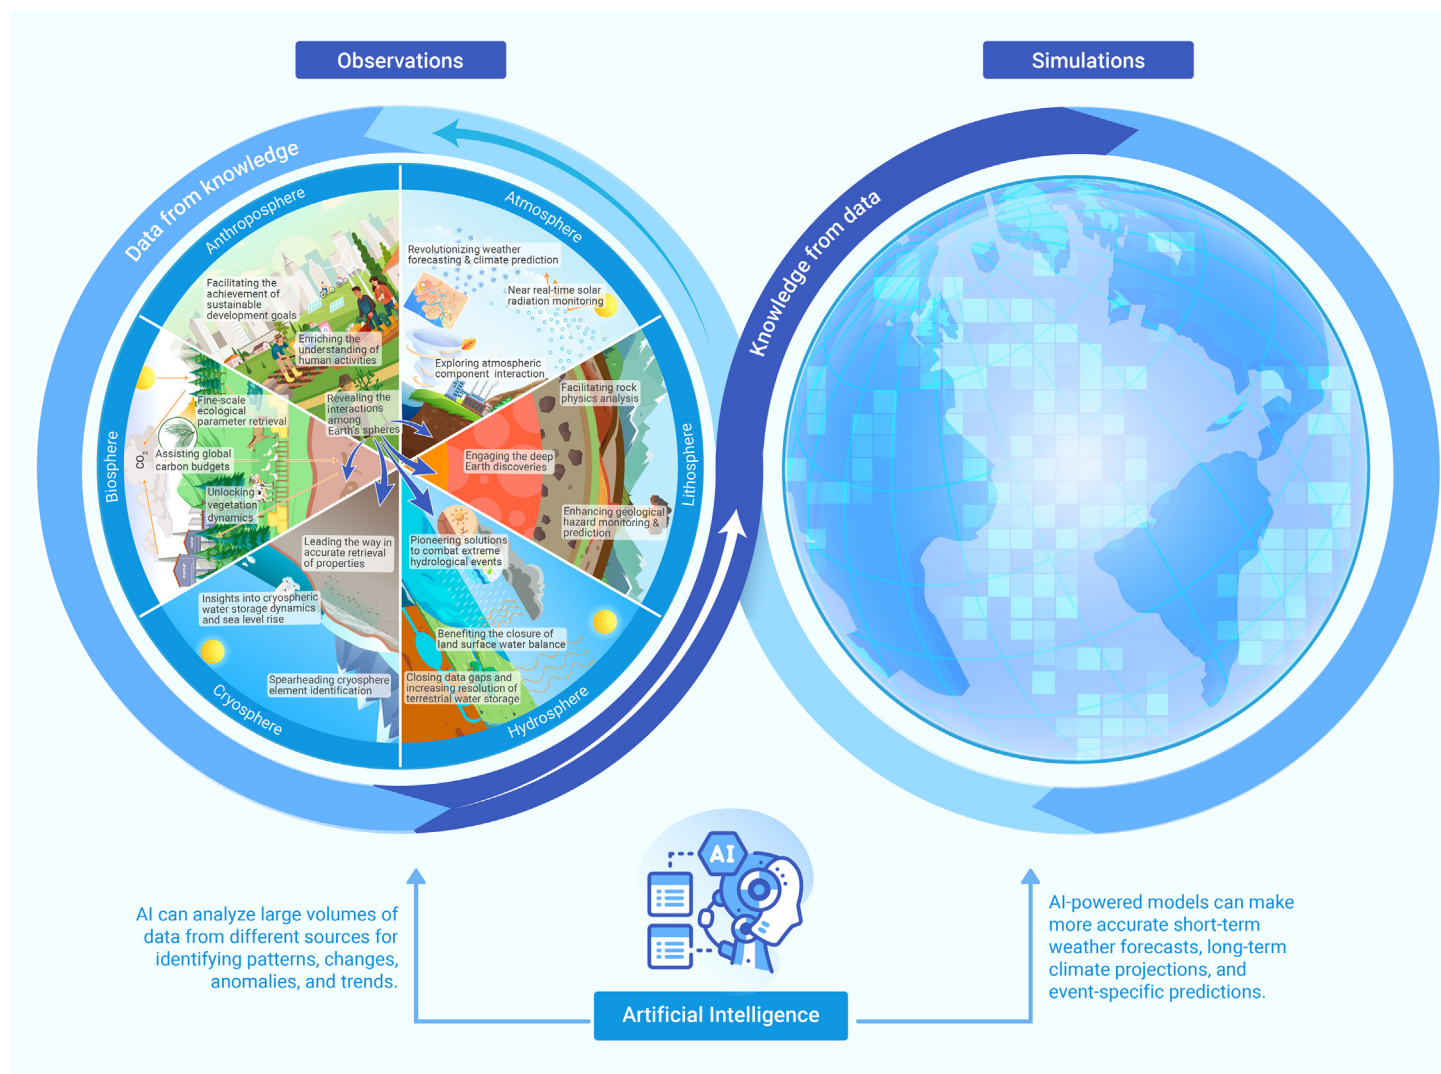 Observations
Simulations
Data from knowledge
Knowledge from data
Anthroposphere
Atmosphere
Biosphere
Lithosphere
Cryosphere
Hydrosphere
Facilitating the
achievement of
sustainable
development goals
Enriching the
understanding of
human activities
Revolutionizing weather
forecasting & climate prediction
Near real-time solar
radiation monitoring
Exploring atmospheric
component interaction
Revealing the
interactions
among
Earth's spheres
Fine-scale
ecological
parameter retrieval
CO2
Assisting global
carbon budgets
Unlocking
vegetation
dynamics
Facilitating rock
physics analysis
Engaging the deep
Earth discoveries
Enhancing geological
hazard monitoring &
prediction
Leading the way in
accurate retrieval
of properties
Insights into cryospheric
water storage dynamics
and sea level rise
Spearheading cryosphere
element identification
Pioneering solutions
to combat extreme
hydrological events
Benefiting the closure of
land surface water balance
Closing data gaps and
increasing resolution of
terrestrial water storage
AI
AI can analyze large volumes of
data from different sources for
identifying patterns, changes,
anomalies, and trends.
Artificial Intelligence
AI-powered models can make
more accurate short-term
weather forecasts, long-term
climate projections, and
event-specific predictions.